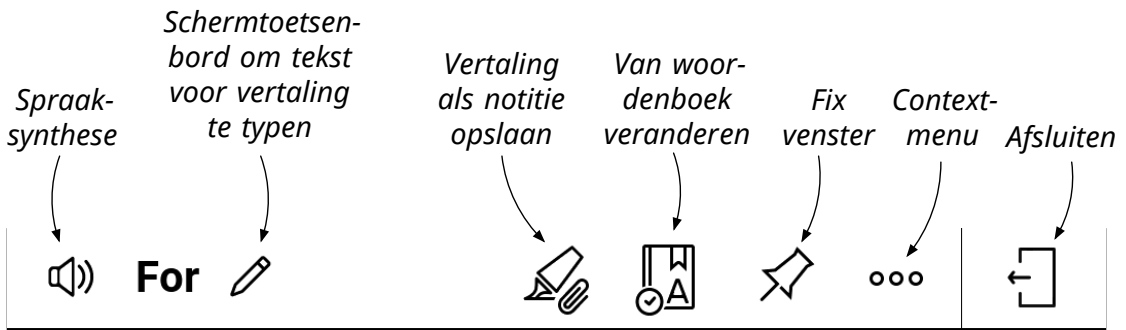 Spraak-
synthese
Schermtoetsen-
bord om tekst
voor vertaling
te typen
Vertaling
als notitie
opslaan
Van woor-
denboek
veranderen
Fix
venster
Context-
menu
Afsluiten
For
A